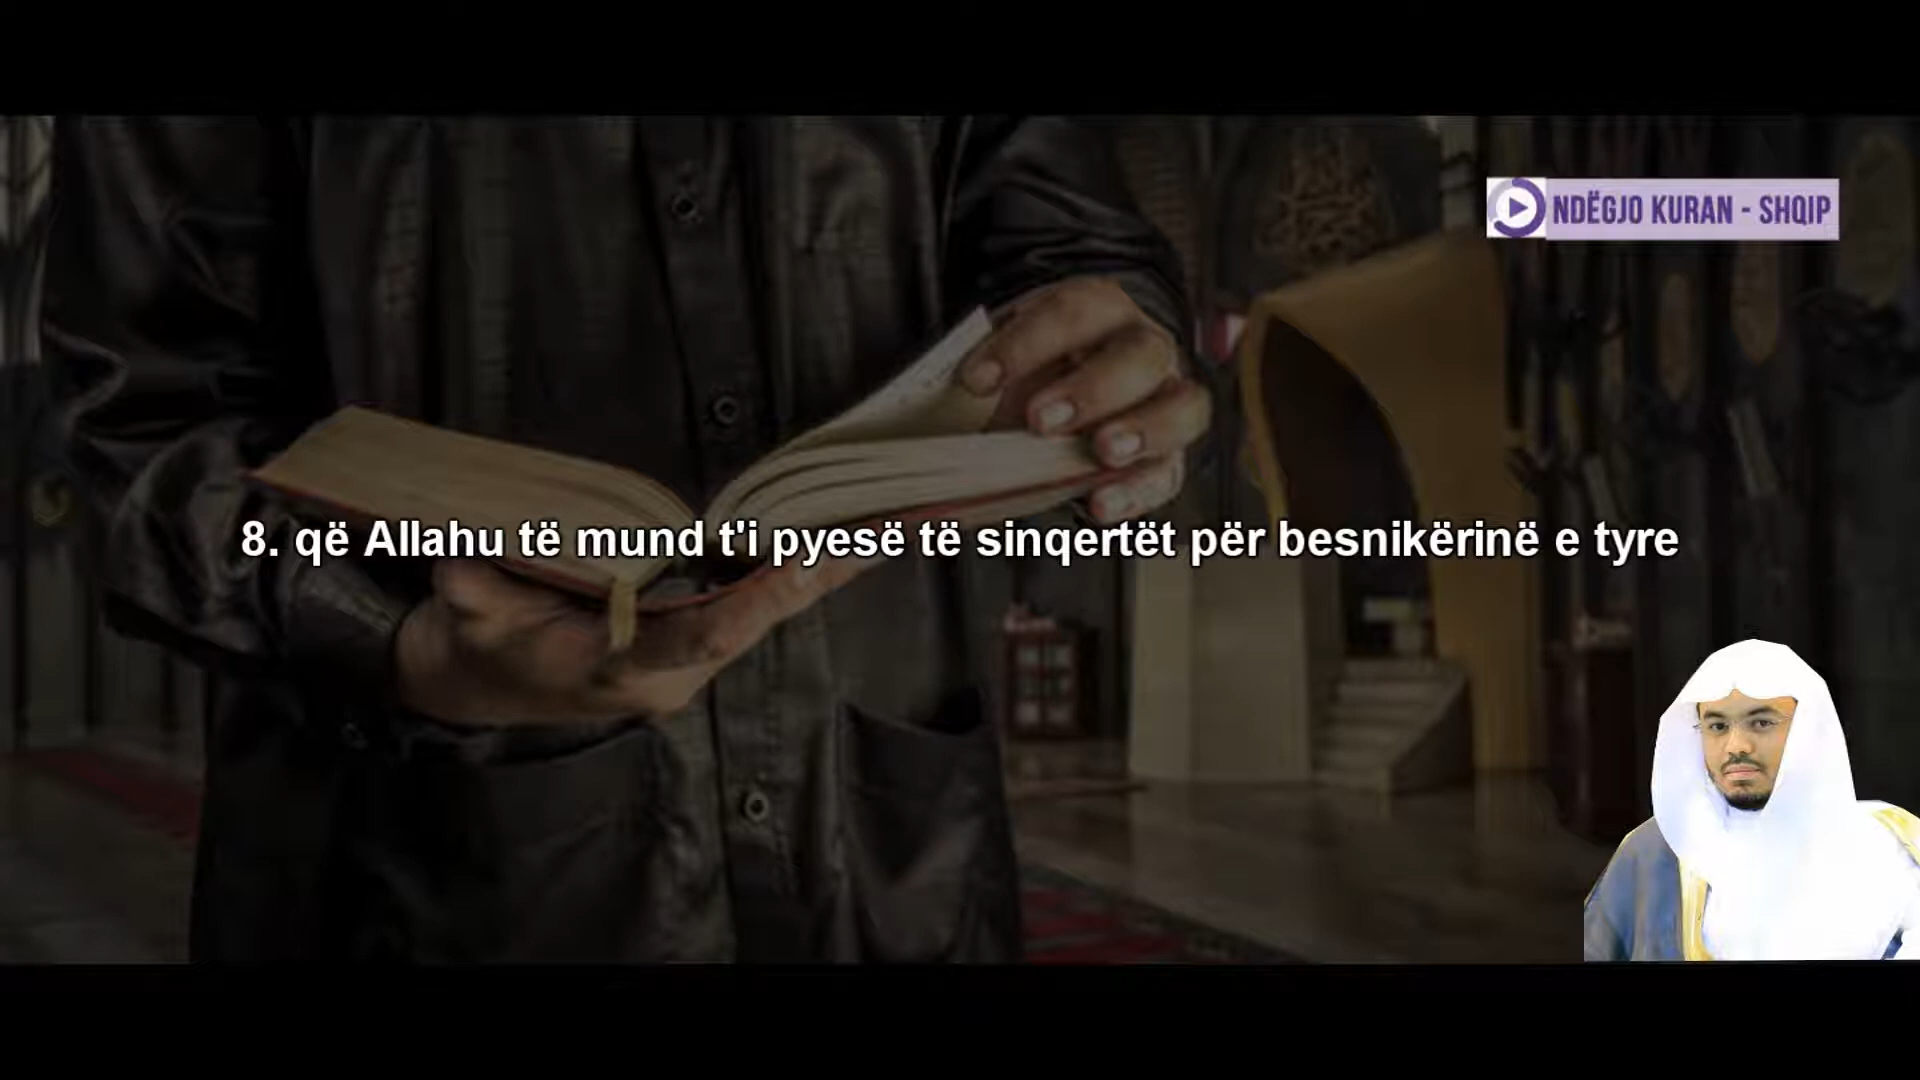 NDËGJO KURAN - SHQIP
8. që Allahu të mund t'i pyesë të sinqertët për besnikërinë e tyre